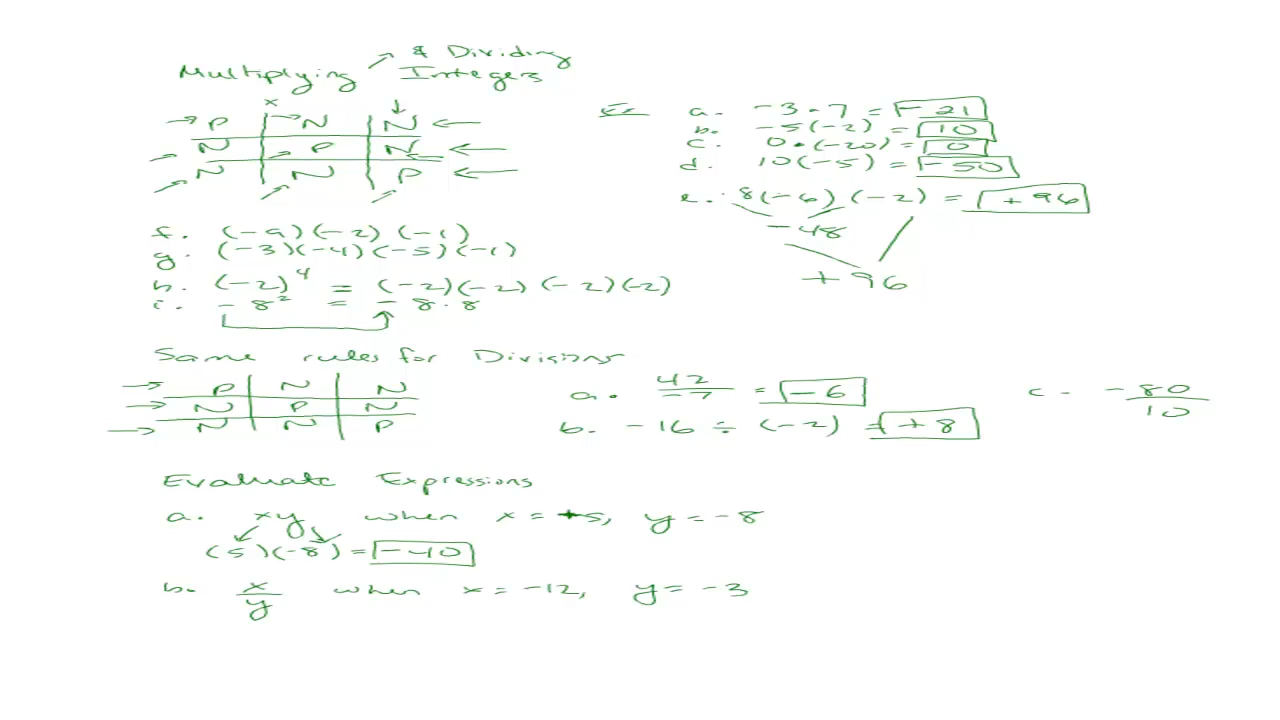 Multiplying & Dividing Integers
x
P | N | N
N | P | N
N | N | P
Ex a. -3 · 7 = -21
b. -5(-2) = 10
c. 0 · (-20) = 0
d. 10(-5) = -50
e. 8(-6)(-2) = +96
-48
+96
f. (-9)(-2)(-1)
g. (-3)(-4)(-5)(-1)
h. (-2)^4 = (-2)(-2)(-2)(-2)
i. -8² = -8·8
Same rules for Divisions
P | N | N
N | P | N
N | N | P
a. 42/-7 = -6
b. -16 ÷ (-2) = +8
c. -80/10
Evaluate Expressions
a. xy when x = +5, y = -8
(5)(-8) = -40
b. x/y when x = -12, y = -3